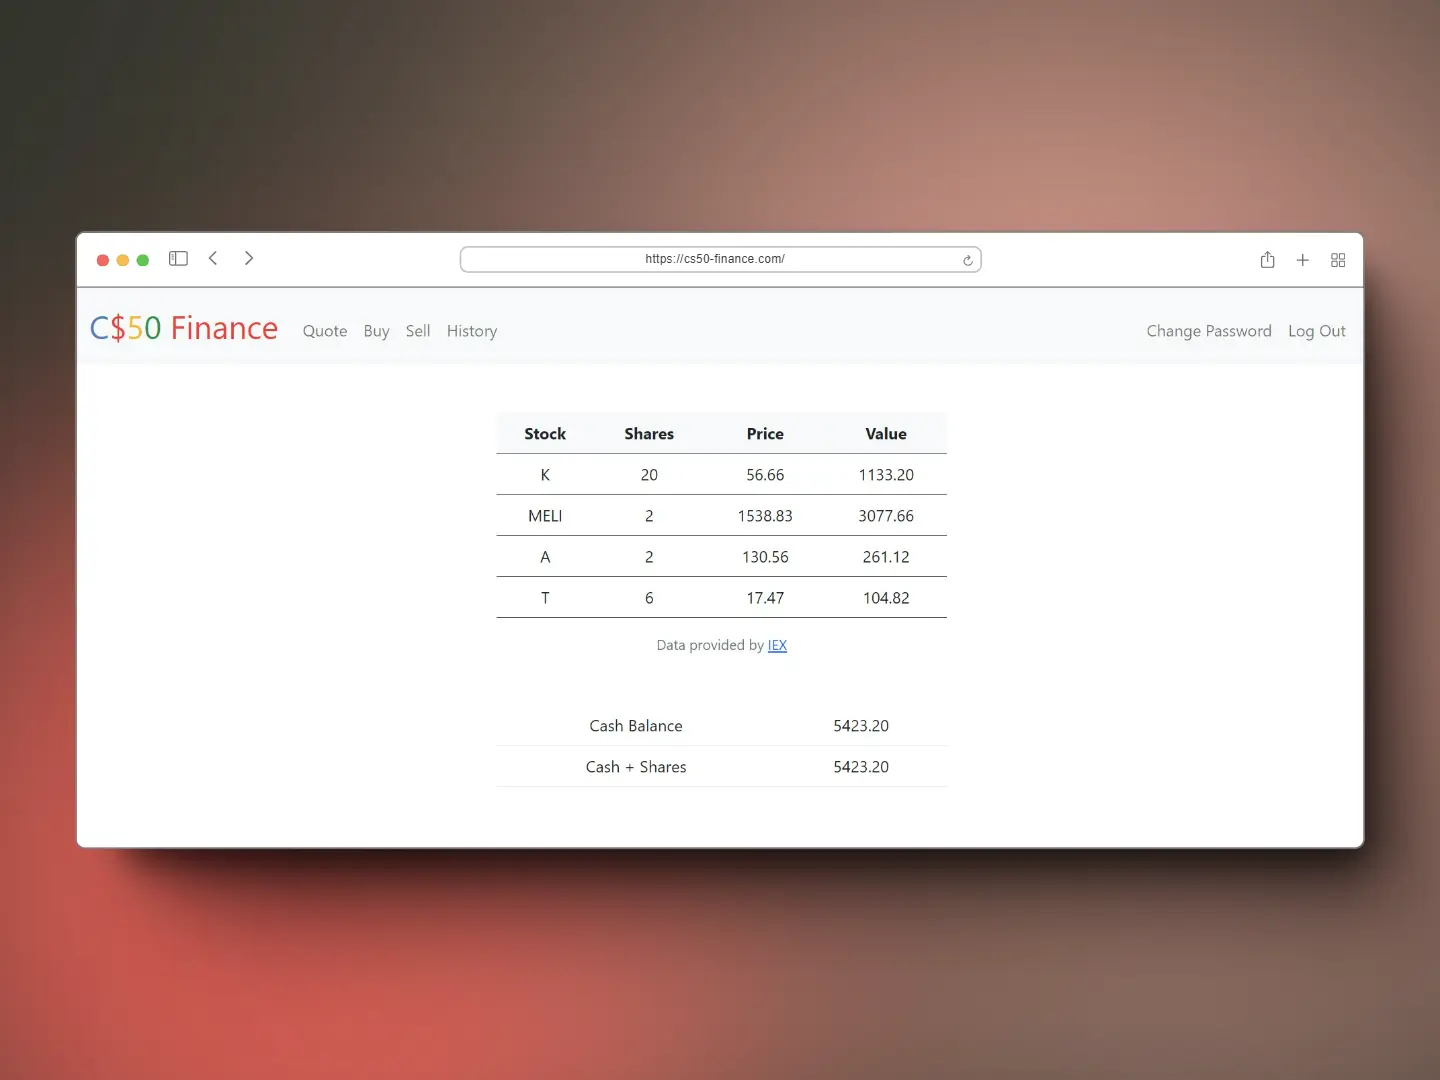 https://cs50-finance.com/
C$50 Finance Quote Buy Sell History Change Password Log Out
Stock Shares Price Value
K 20 56.66 1133.20
MELI 2 1538.83 3077.66
A 2 130.56 261.12
T 6 17.47 104.82
Data provided by IEX
Cash Balance 5423.20
Cash + Shares 5423.20